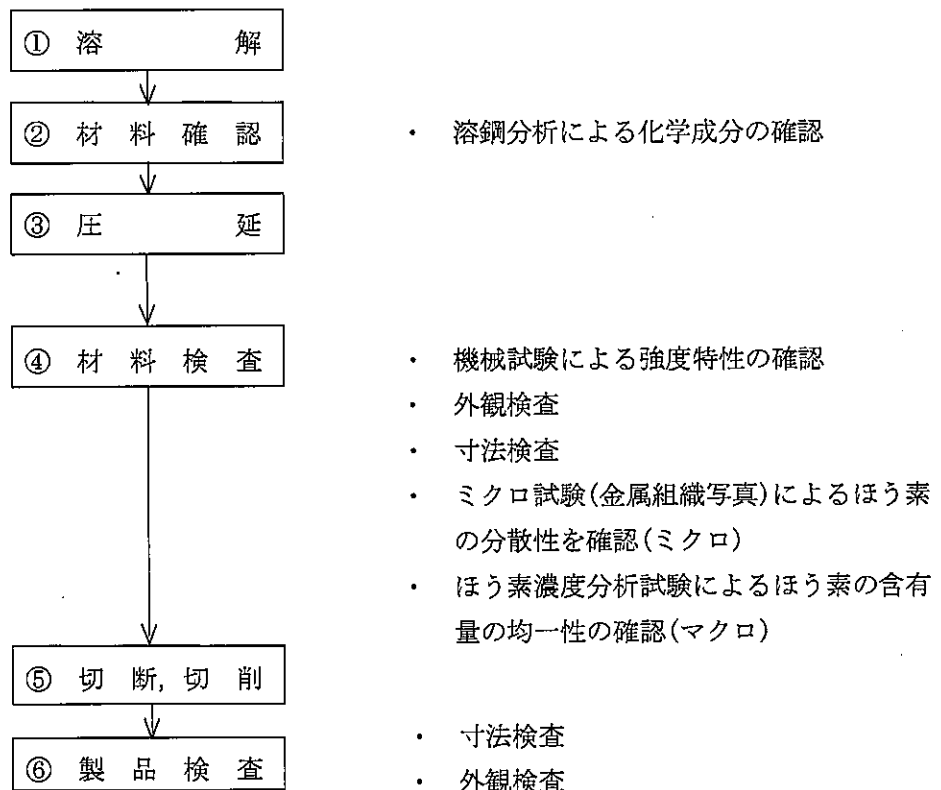 ① 溶解
② 材料確認
・ 溶鋼分析による化学成分の確認
③ 圧延
④ 材料検査
・ 機械試験による強度特性の確認
・ 外観検査
・ 寸法検査
・ ミクロ試験(金属組織写真)によるほう素
の分散性を確認(ミクロ)
・ ほう素濃度分析試験によるほう素の含有
量の均一性の確認(マクロ)
⑤ 切断,切削
⑥ 製品検査
・ 寸法検査
・ 外観検査